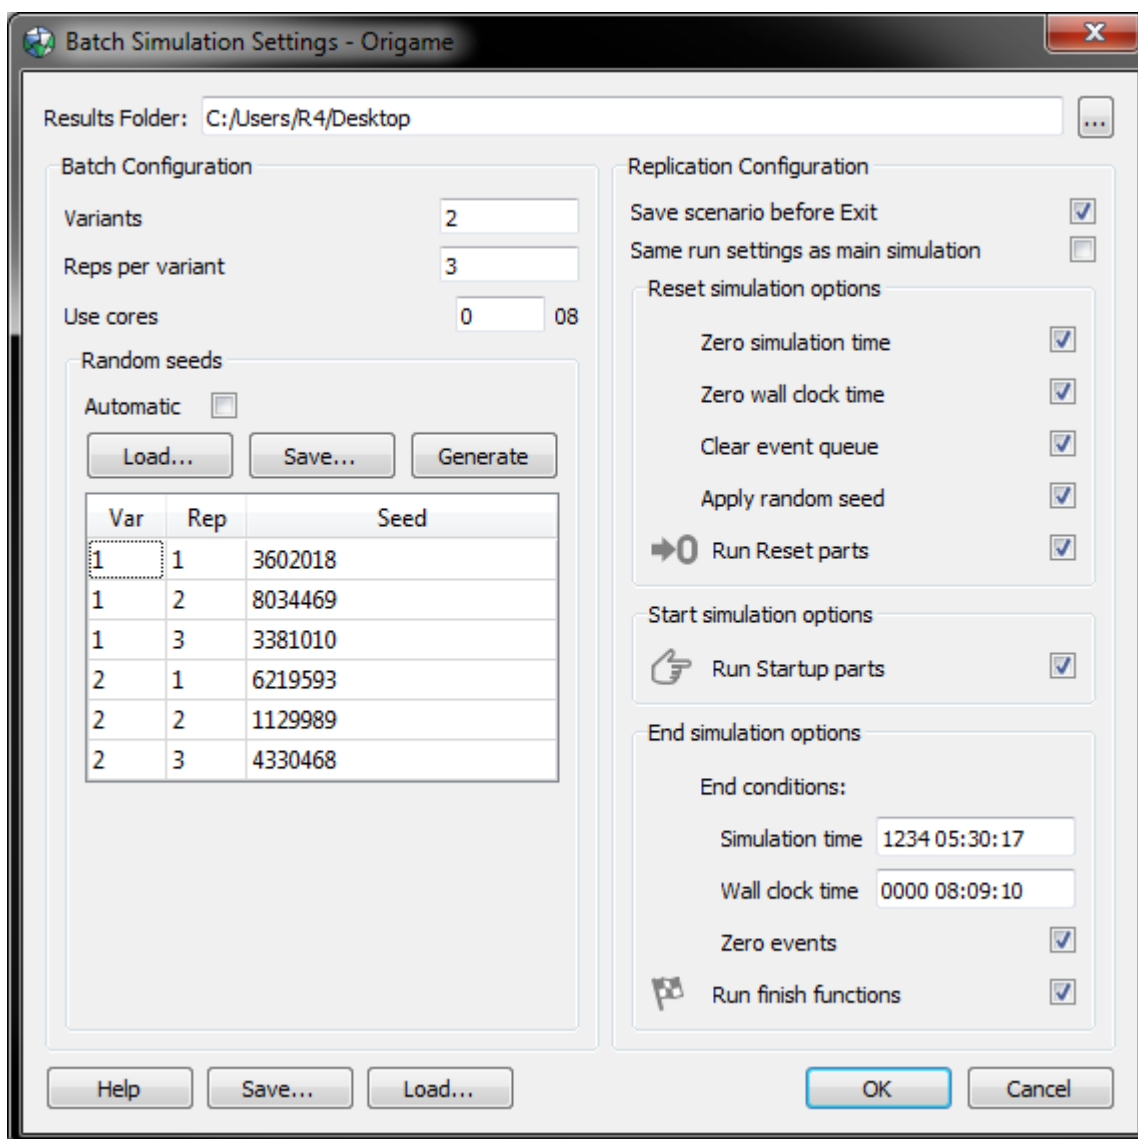 Batch Simulation Settings - Origame
Results Folder: C:/Users/R4/Desktop ...
Batch Configuration
Variants 2
Reps per variant 3
Use cores 0 08
Random seeds
Automatic
Load... Save... Generate
Var Rep Seed
1 1 3602018
1 2 8034469
1 3 3381010
2 1 6219593
2 2 1129989
2 3 4330468
Replication Configuration
Save scenario before Exit
Same run settings as main simulation
Reset simulation options
Zero simulation time
Zero wall clock time
Clear event queue
Apply random seed
0 Run Reset parts
Start simulation options
Run Startup parts
End simulation options
End conditions:
Simulation time 1234 05:30:17
Wall clock time 0000 08:09:10
Zero events
Run finish functions
Help Save... Load... OK Cancel